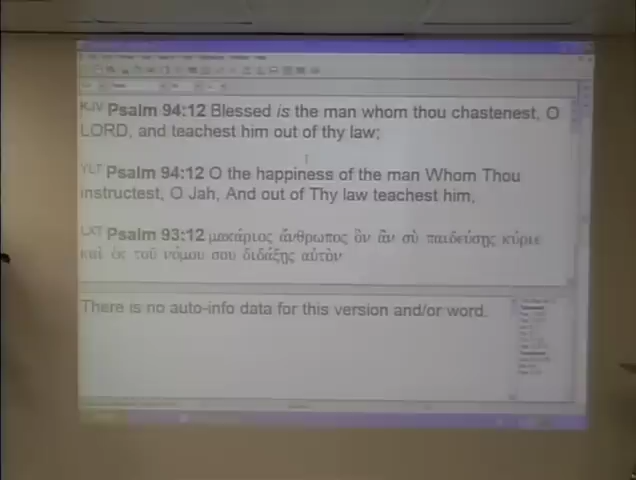 KJV Psalm 94:12 Blessed is the man whom thou chastenest, O
LORD, and teachest him out of thy law;
YLT Psalm 94:12 O the happiness of the man Whom Thou
instructest, O Jah, And out of Thy law teachest him,
LXT Psalm 93:12 μακάριος ἄνθρωπος ὃν ἂν σὺ παιδεύσῃς κύριε
καὶ ἐκ τοῦ νόμου σου διδάξῃς αὐτὸν
There is no auto-info data for this version and/or word.